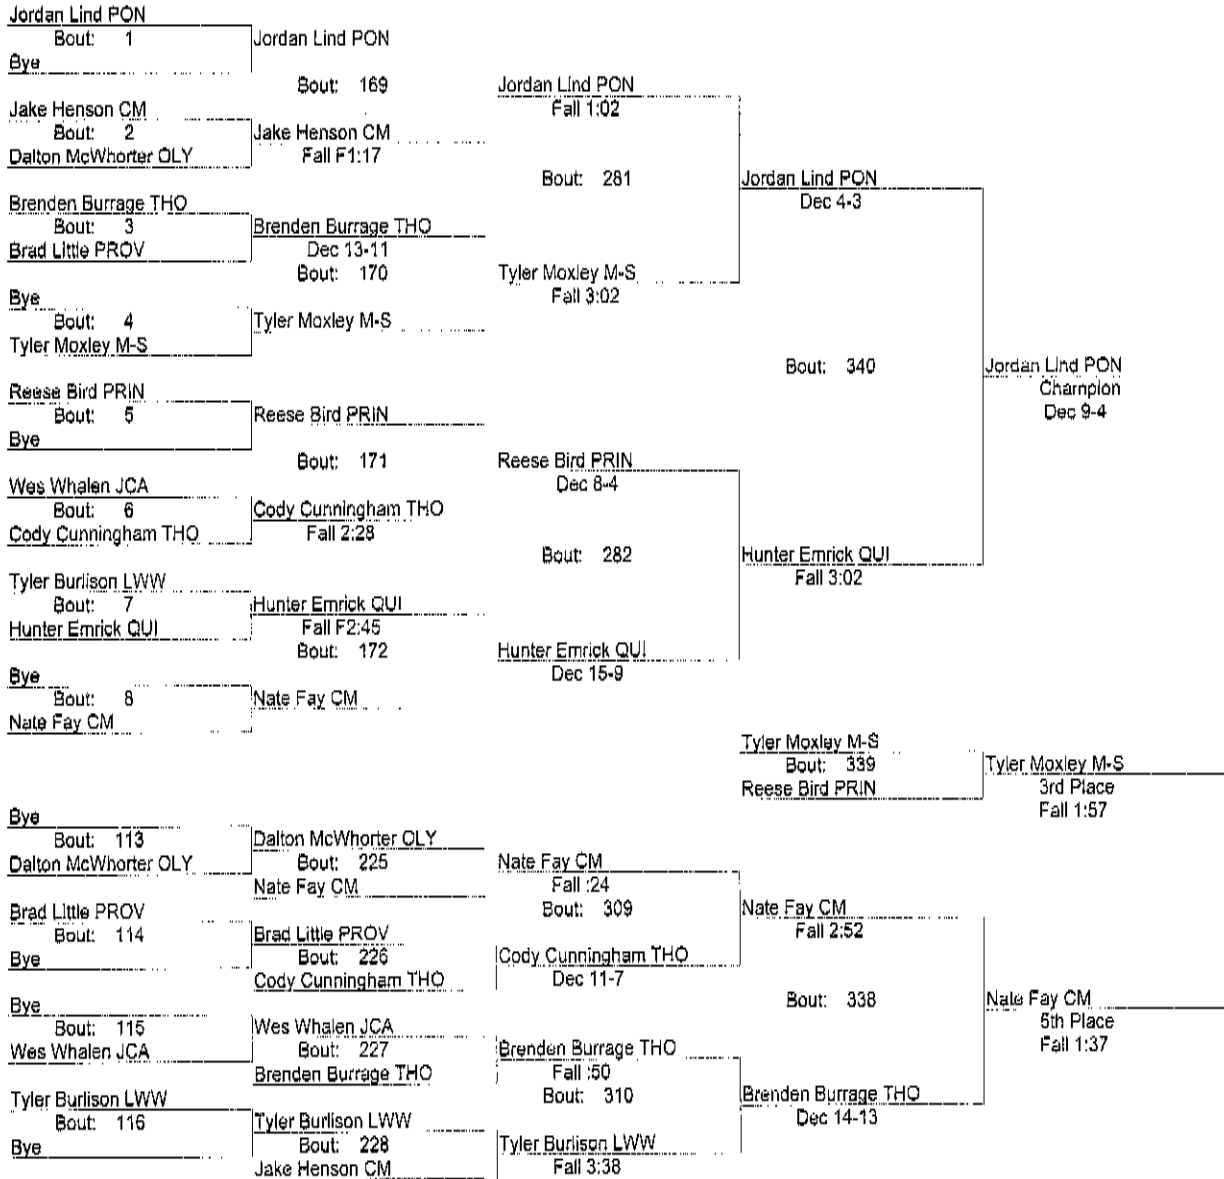 Jordan Lind PON
Bout: 1
Bye
Jordan Lind PON
Bout: 169
Jake Henson CM
Bout: 2
Dalton McWhorter OLY
Jake Henson CM
Fall F1:17
Jordan Lind PON
Fall 1:02
Bout: 281
Brenden Burrage THO
Bout: 3
Brad Little PROV
Brenden Burrage THO
Dec 13-11
Bout: 170
Bye
Bout: 4
Tyler Moxley M-S
Tyler Moxley M-S
Tyler Moxley M-S
Fall 3:02
Jordan Lind PON
Dec 4-3
Bout: 340
Jordan Lind PON
Champion
Dec 9-4
Reese Bird PRIN
Bout: 5
Bye
Reese Bird PRIN
Bout: 171
Wes Whalen JCA
Bout: 6
Cody Cunningham THO
Cody Cunningham THO
Fall 2:28
Reese Bird PRIN
Dec 8-4
Bout: 282
Hunter Emrick QUI
Fall 3:02
Tyler Burlison LWW
Bout: 7
Hunter Emrick QUI
Hunter Emrick QUI
Fall F2:45
Bout: 172
Bye
Bout: 8
Nate Fay CM
Nate Fay CM
Hunter Emrick QUI
Dec 15-9
Tyler Moxley M-S
Bout: 339
Reese Bird PRIN
Tyler Moxley M-S
3rd Place
Fall 1:57
Bye
Bout: 113
Dalton McWhorter OLY
Dalton McWhorter OLY
Bout: 225
Nate Fay CM
Nate Fay CM
Fall :24
Bout: 309
Brad Little PROV
Bout: 114
Bye
Brad Little PROV
Bout: 226
Cody Cunningham THO
Cody Cunningham THO
Dec 11-7
Nate Fay CM
Fall 2:52
Bout: 338
Nate Fay CM
5th Place
Fall 1:37
Bye
Bout: 115
Wes Whalen JCA
Wes Whalen JCA
Bout: 227
Brenden Burrage THO
Brenden Burrage THO
Fall :50
Bout: 310
Brenden Burrage THO
Dec 14-13
Tyler Burlison LWW
Bout: 116
Bye
Tyler Burlison LWW
Bout: 228
Jake Henson CM
Tyler Burlison LWW
Fall 3:38